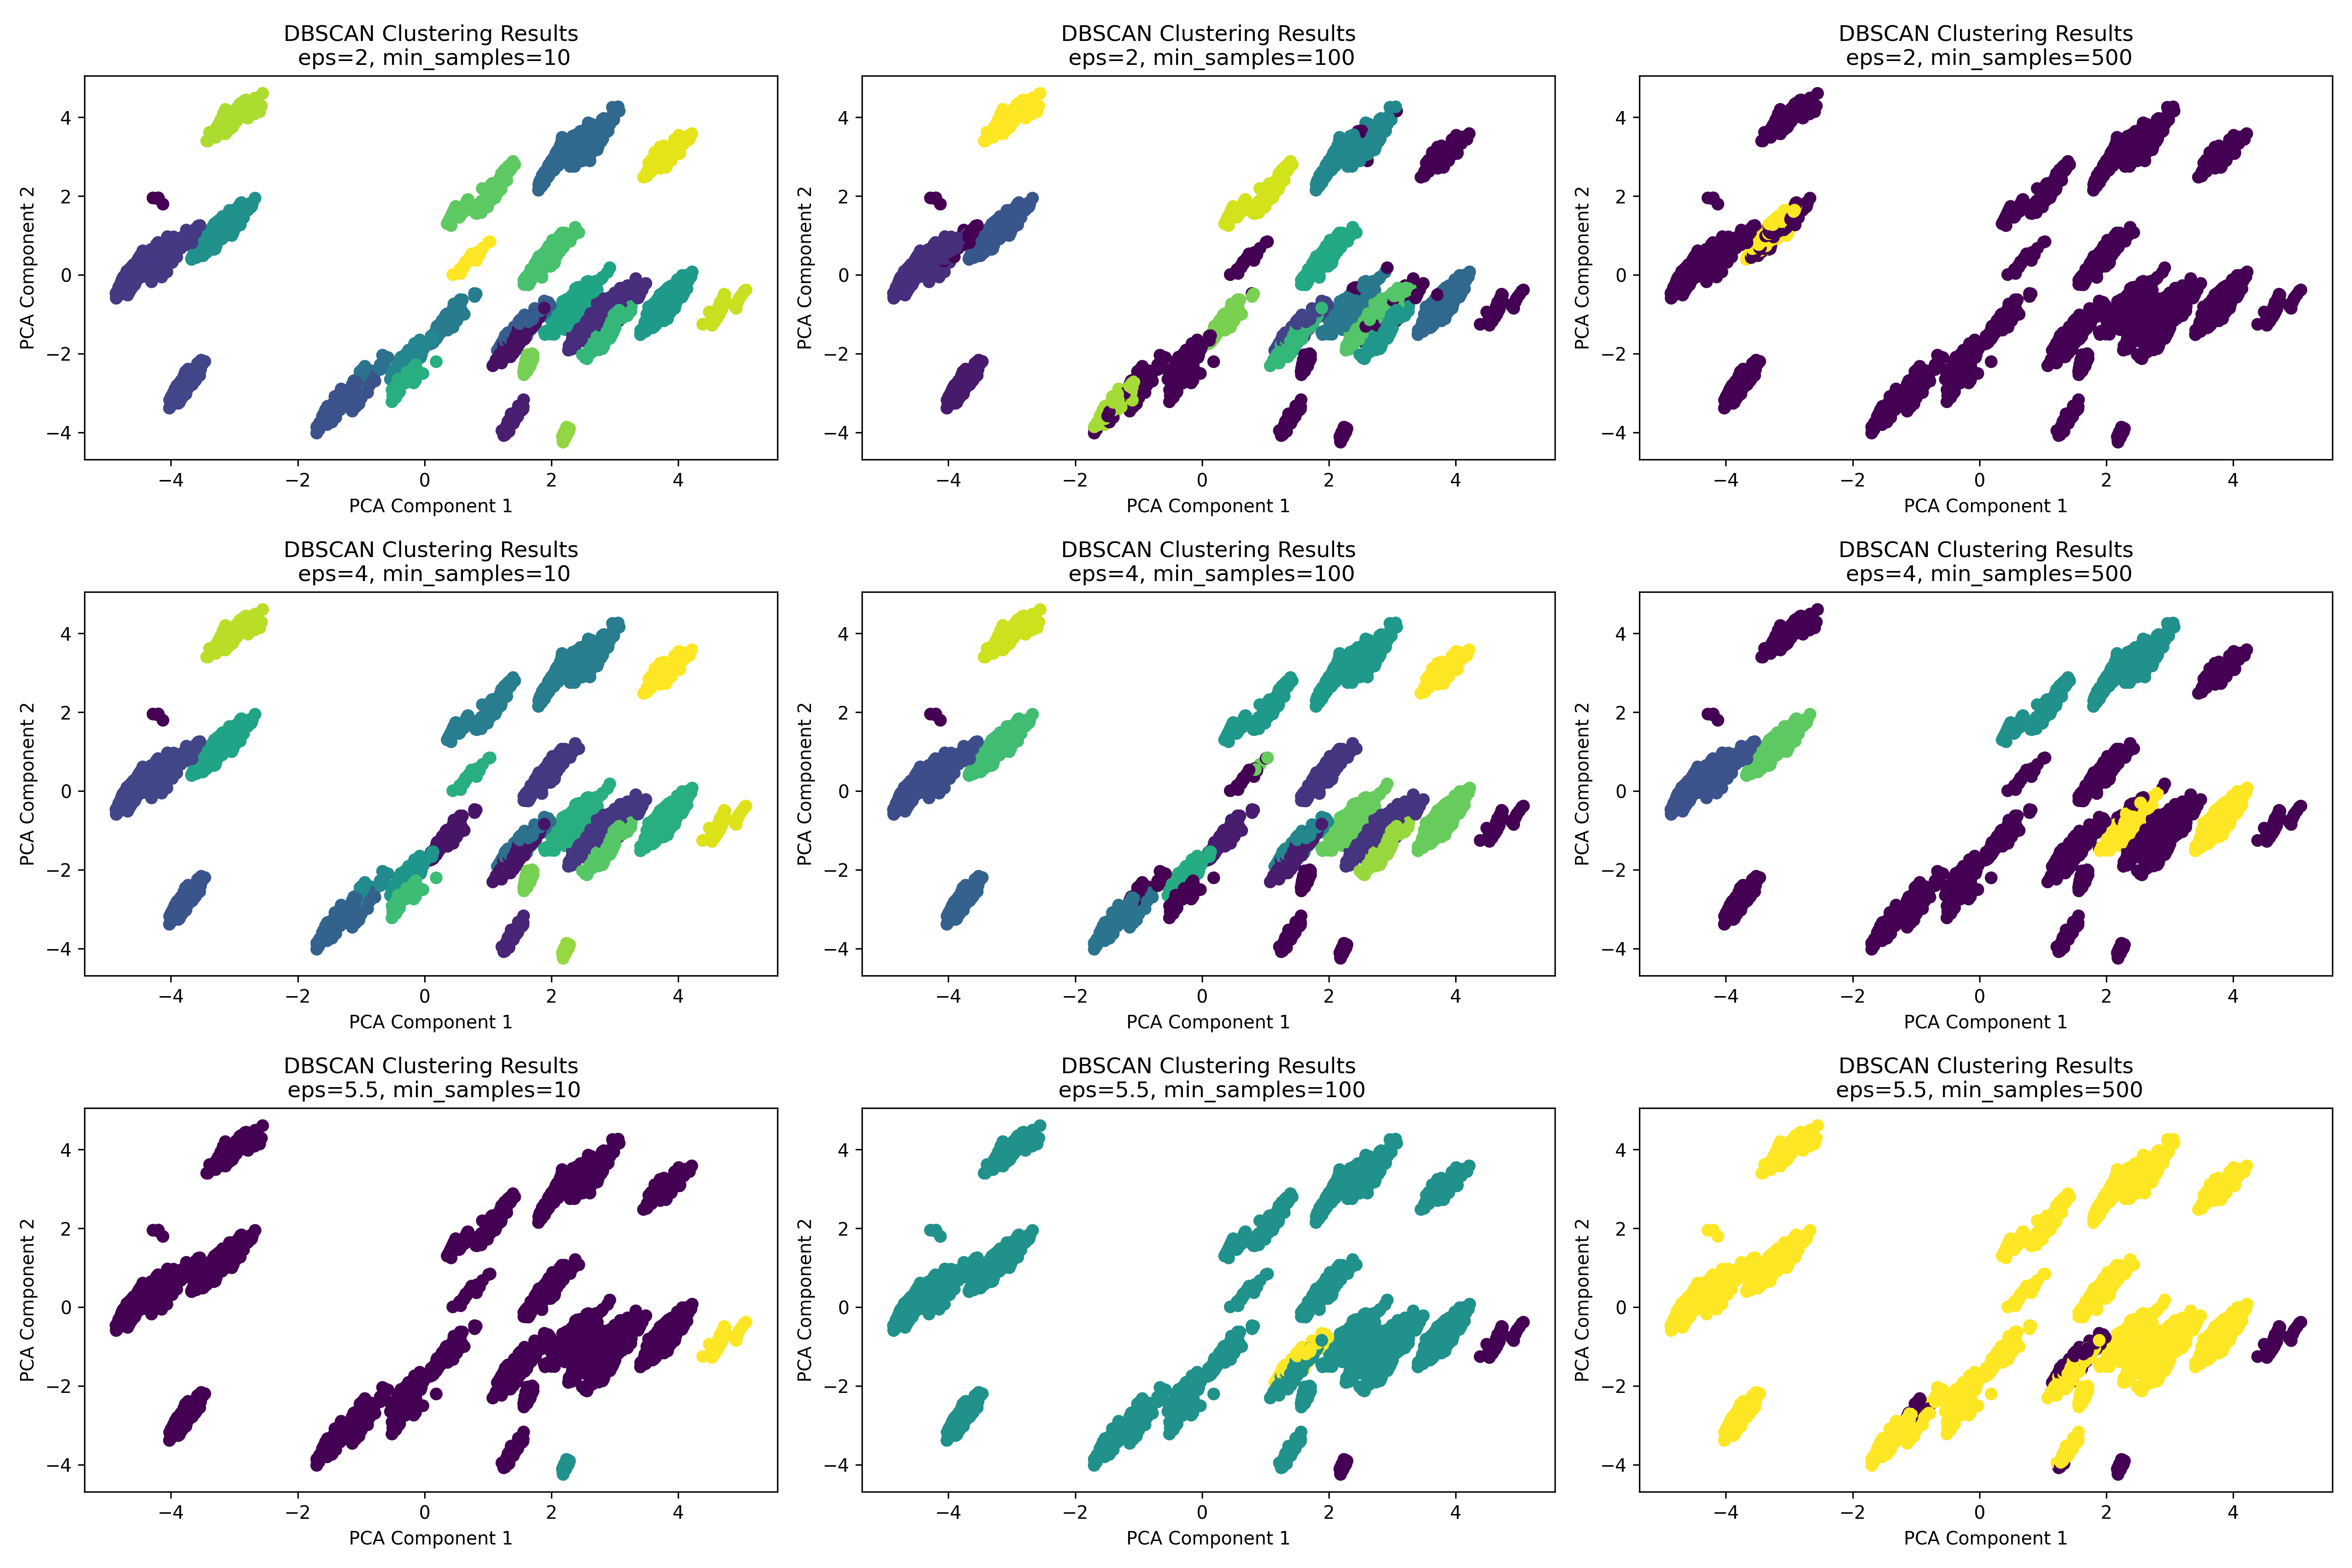 DBSCAN Clustering Results
eps=2, min_samples=10
PCA Component 2
4
2
0
−2
−4
−4
−2
0
2
4
PCA Component 1
DBSCAN Clustering Results
eps=2, min_samples=100
PCA Component 2
4
2
0
−2
−4
−4
−2
0
2
4
PCA Component 1
DBSCAN Clustering Results
eps=2, min_samples=500
PCA Component 2
4
2
0
−2
−4
−4
−2
0
2
4
PCA Component 1
DBSCAN Clustering Results
eps=4, min_samples=10
PCA Component 2
4
2
0
−2
−4
−4
−2
0
2
4
PCA Component 1
DBSCAN Clustering Results
eps=4, min_samples=100
PCA Component 2
4
2
0
−2
−4
−4
−2
0
2
4
PCA Component 1
DBSCAN Clustering Results
eps=4, min_samples=500
PCA Component 2
4
2
0
−2
−4
−4
−2
0
2
4
PCA Component 1
DBSCAN Clustering Results
eps=5.5, min_samples=10
PCA Component 2
4
2
0
−2
−4
−4
−2
0
2
4
PCA Component 1
DBSCAN Clustering Results
eps=5.5, min_samples=100
PCA Component 2
4
2
0
−2
−4
−4
−2
0
2
4
PCA Component 1
DBSCAN Clustering Results
eps=5.5, min_samples=500
PCA Component 2
4
2
0
−2
−4
−4
−2
0
2
4
PCA Component 1